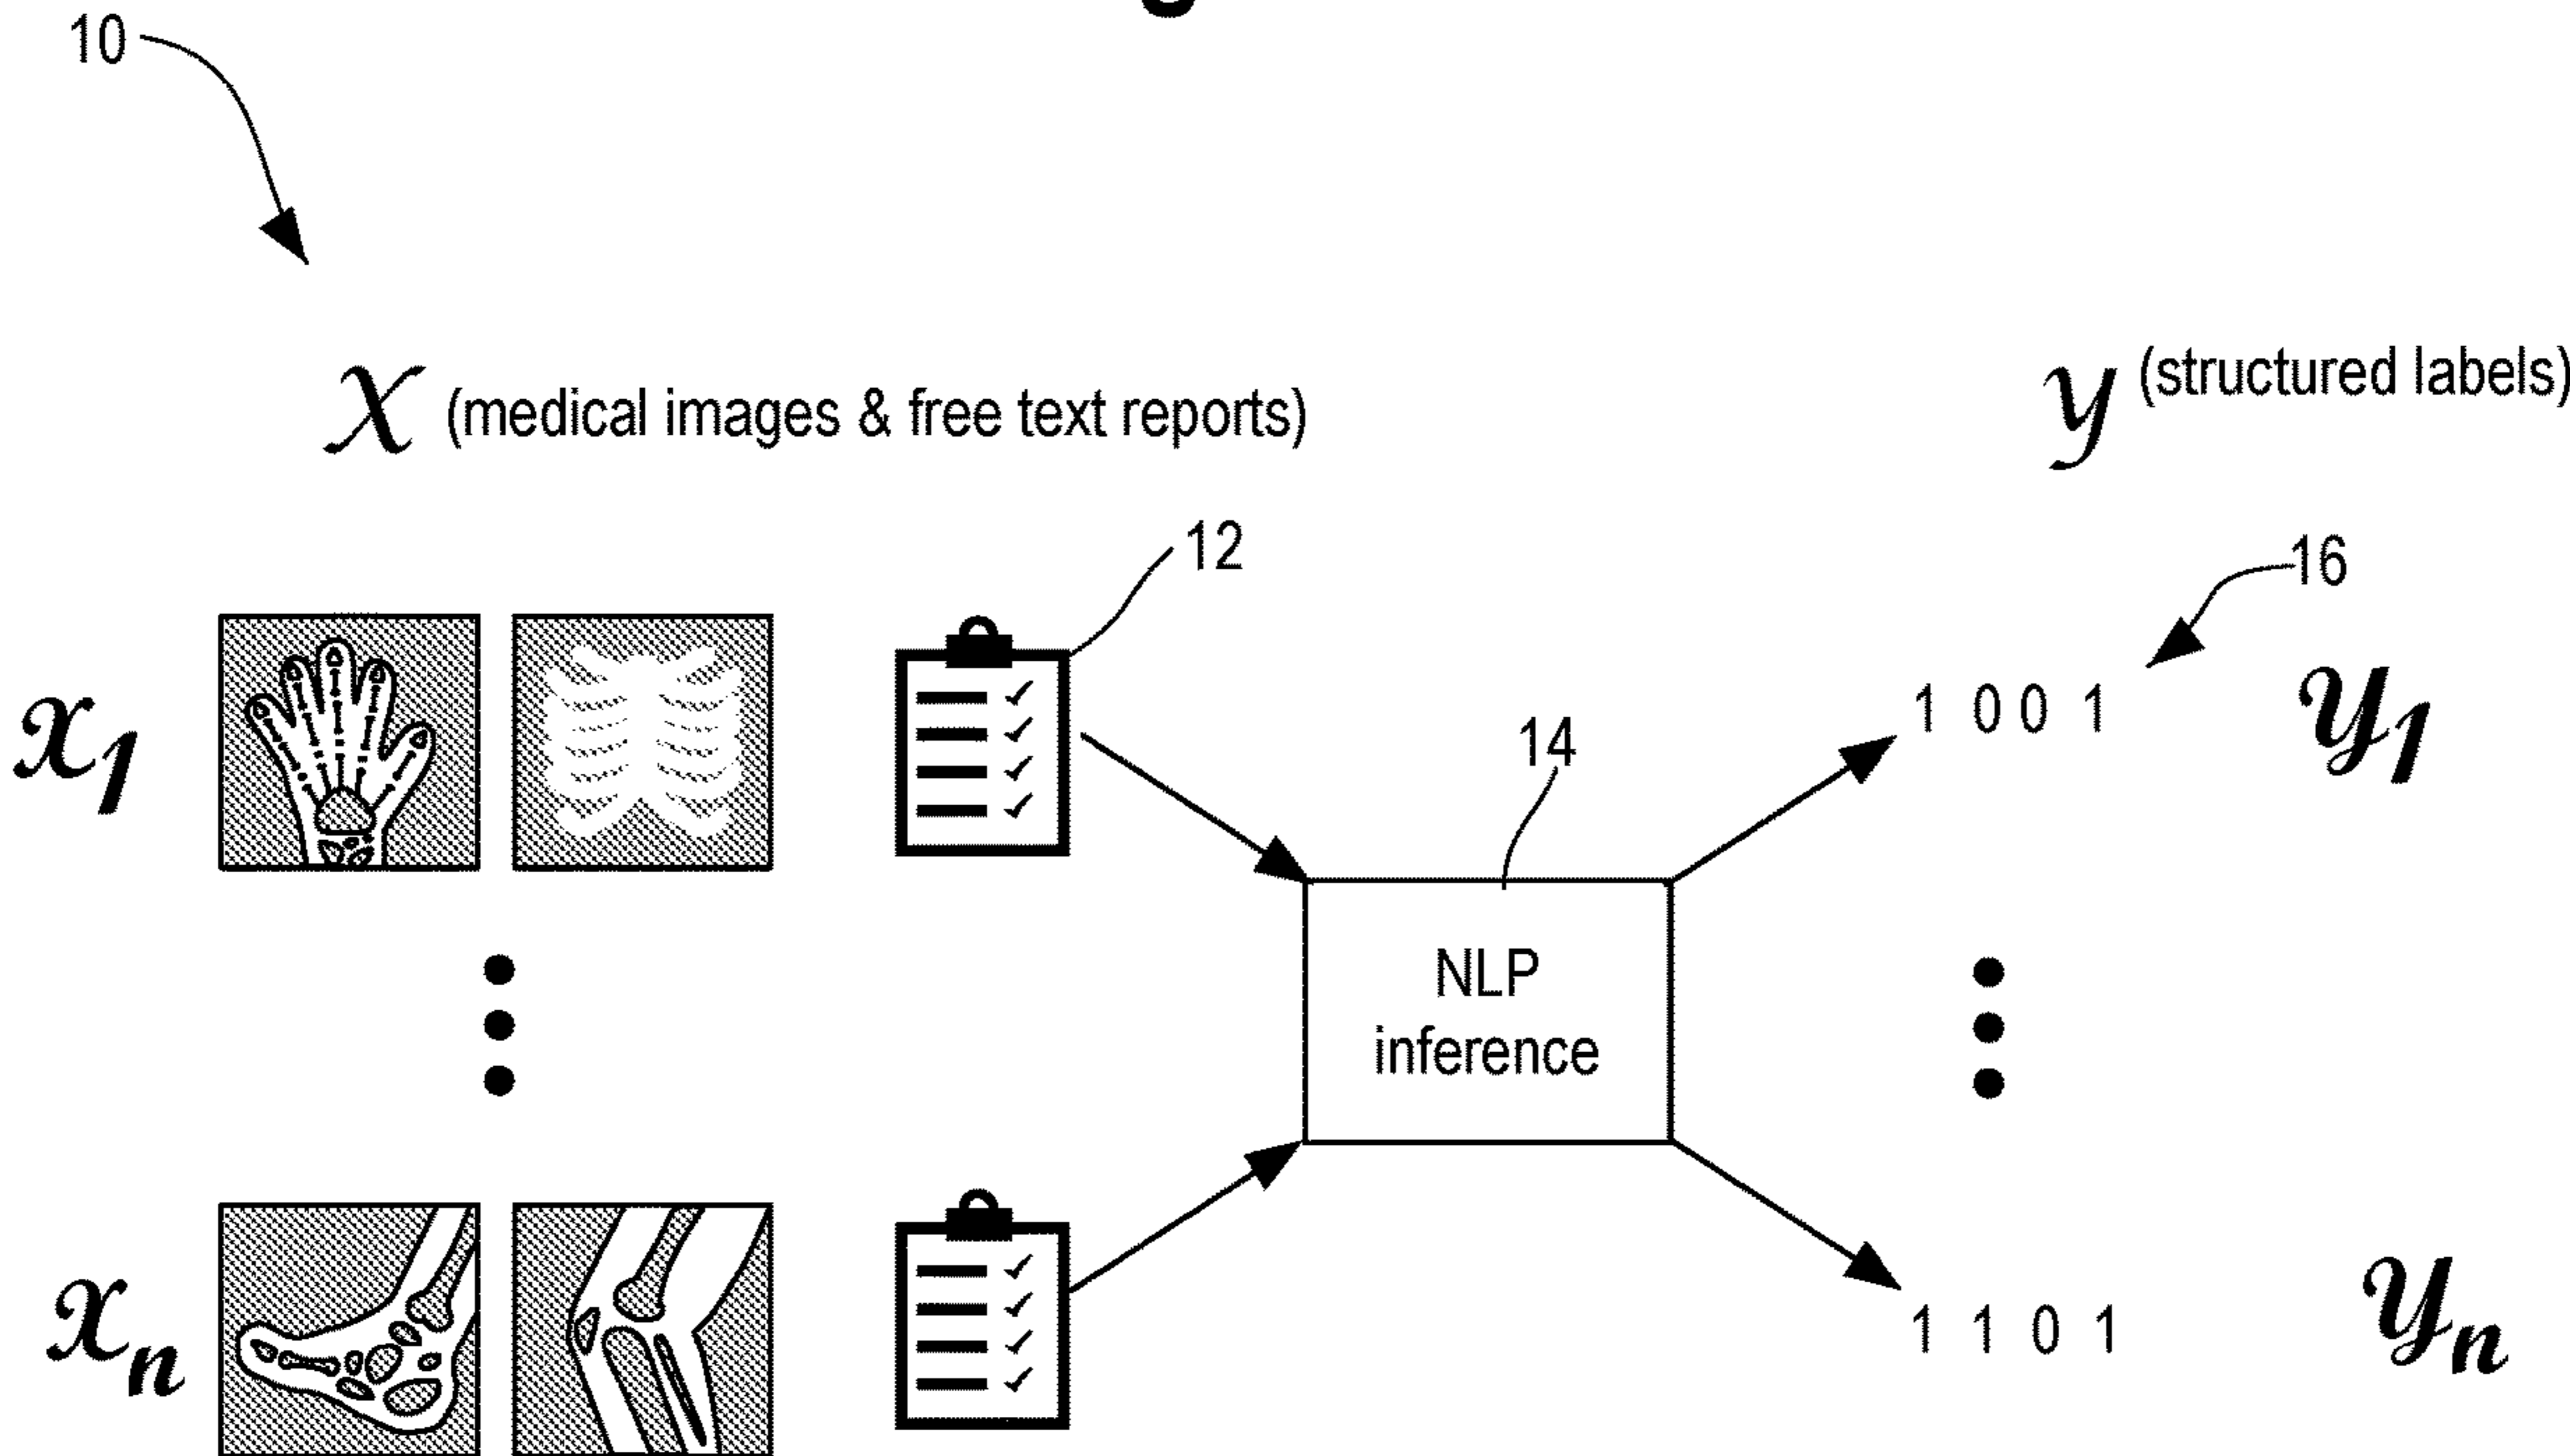 10
X (medical images & free text reports)
y (structured labels)
12
16
x1
1 0 0 1
y1
14
NLP
inference
xn
1 1 0 1
yn